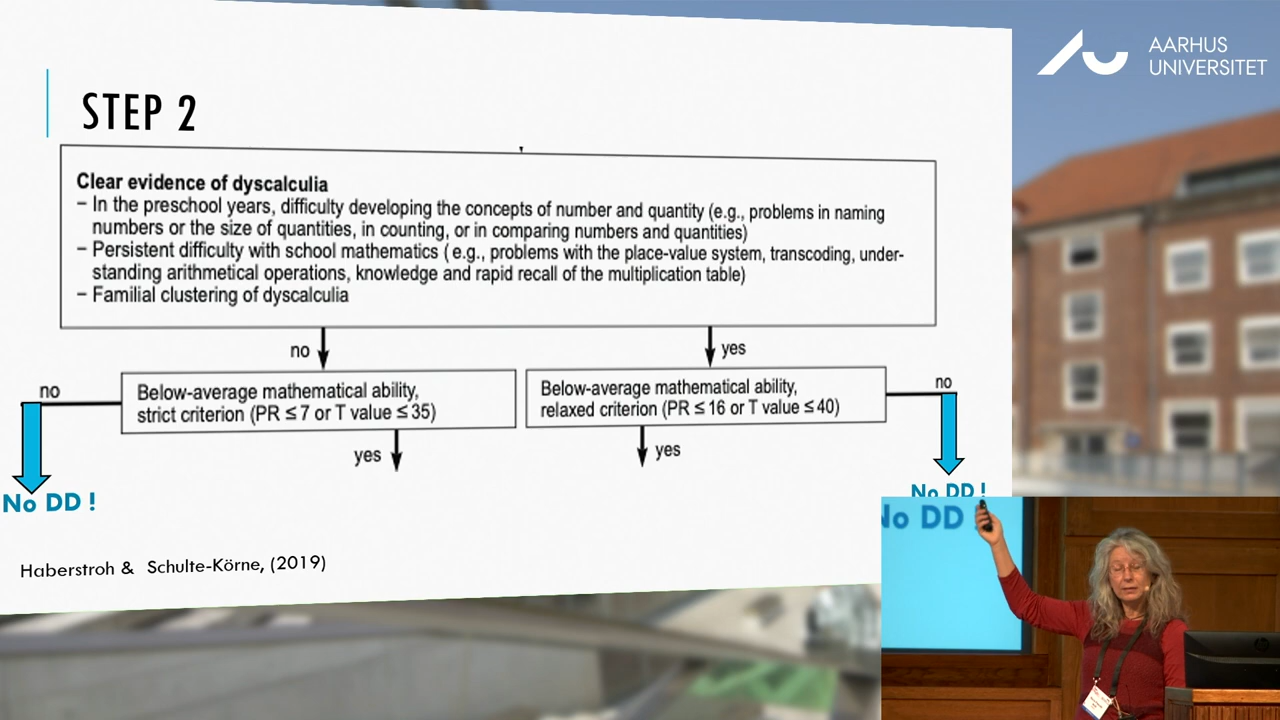 AARHUS
UNIVERSITET
STEP 2
Clear evidence of dyscalculia
– In the preschool years, difficulty developing the concepts of number and quantity (e.g., problems in naming
numbers or the size of quantities, in counting, or in comparing numbers and quantities)
– Persistent difficulty with school mathematics ( e.g., problems with the place-value system, transcoding, under-
standing arithmetical operations, knowledge and rapid recall of the multiplication table)
– Familial clustering of dyscalculia
no
yes
no
Below-average mathematical ability,
strict criterion (PR ≤ 7 or T value ≤ 35)
Below-average mathematical ability,
relaxed criterion (PR ≤ 16 or T value ≤ 40)
no
yes
yes
No DD !
No DD !
No DD
Haberstroh & Schulte-Körne, (2019)